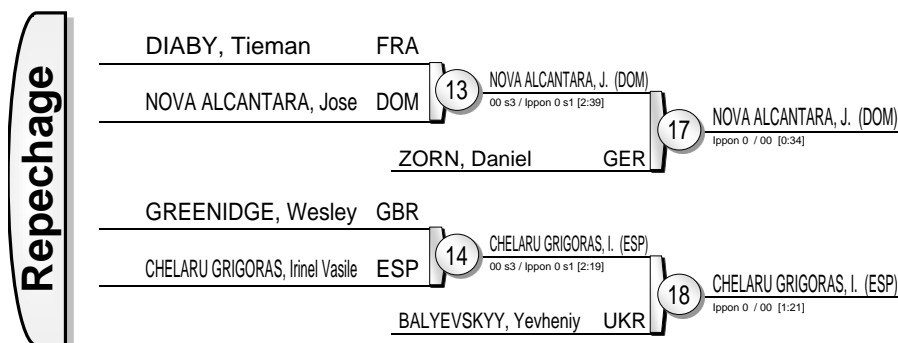 Repechage
DIABY, Tieman FRA
NOVA ALCANTARA, Jose DOM
13
NOVA ALCANTARA, J. (DOM)
00 s3 / Ippon 0 s1 [2:39]
ZORN, Daniel GER
17
NOVA ALCANTARA, J. (DOM)
Ippon 0 / 00 [0:34]
GREENIDGE, Wesley GBR
CHELARU GRIGORAS, Irinel Vasile ESP
14
CHELARU GRIGORAS, I. (ESP)
00 s3 / Ippon 0 s1 [2:19]
BALYEVSKYY, Yevheniy UKR
18
CHELARU GRIGORAS, I. (ESP)
Ippon 0 / 00 [1:21]